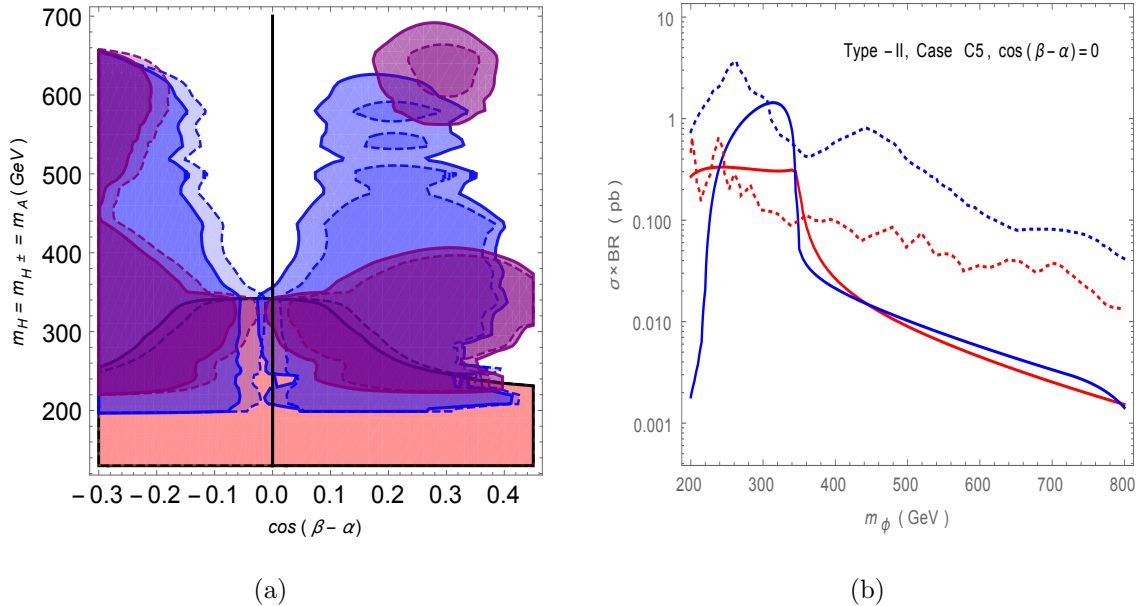 700
600
500
400
300
200
m_H = m_H± = m_A ( GeV )
−0.3 −0.2 −0.1 0.0 0.1 0.2 0.3 0.4
cos ( β − α)
(a)
10
1
0.100
0.010
0.001
σ×BR ( pb )
Type −II, Case C5 , cos(β−α)=0
200 300 400 500 600 700 800
m_ϕ ( GeV )
(b)